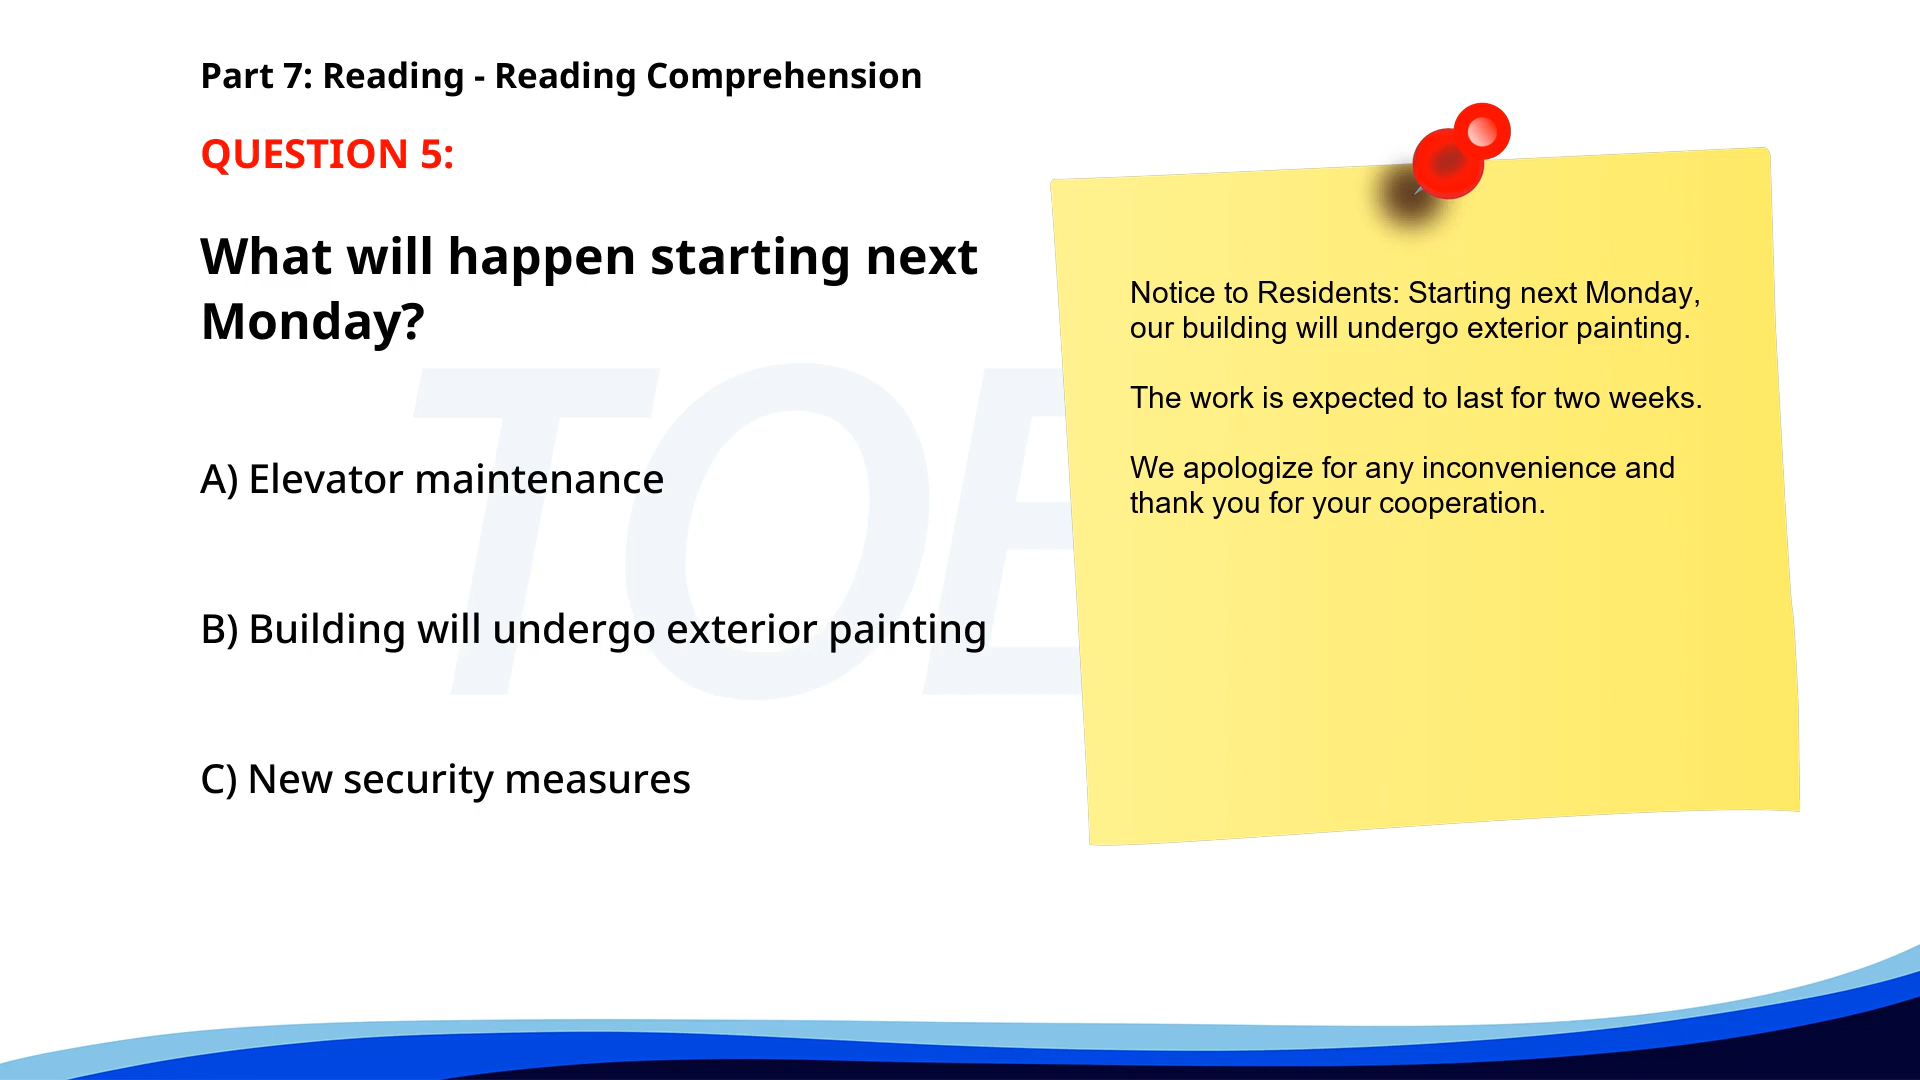 Part 7: Reading - Reading Comprehension
QUESTION 5:
What will happen starting next
Monday?
A) Elevator maintenance
B) Building will undergo exterior painting
C) New security measures
Notice to Residents: Starting next Monday,
our building will undergo exterior painting.
The work is expected to last for two weeks.
We apologize for any inconvenience and
thank you for your cooperation.
TOE